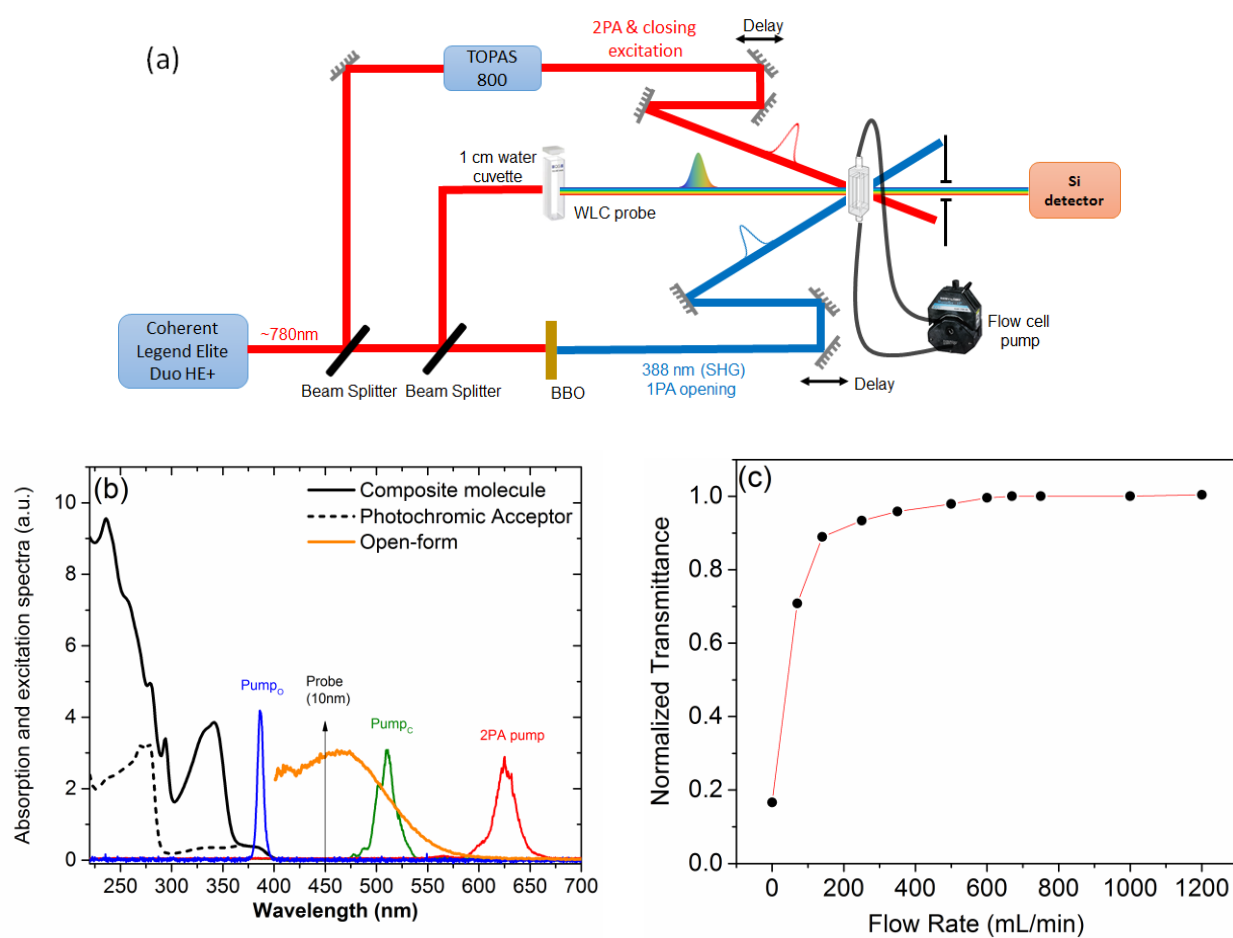 (a)
2PA & closing
excitation
Delay
TOPAS
800
1 cm water
cuvette
WLC probe
Si
detector
Coherent
Legend Elite
Duo HE+
~780nm
Beam Splitter
Beam Splitter
BBO
388 nm (SHG)
1PA opening
Delay
Flow cell
pump
(b)
Absorption and excitation spectra (a.u.)
10
8
6
4
2
0
Composite molecule
Photochromic Acceptor
Open-form
PumpO
Probe
(10nm)
PumpC
2PA pump
250 300 350 400 450 500 550 600 650 700
Wavelength (nm)
(c)
Normalized Transmittance
1.0
0.8
0.6
0.4
0.2
0.0
0 200 400 600 800 1000 1200
Flow Rate (mL/min)